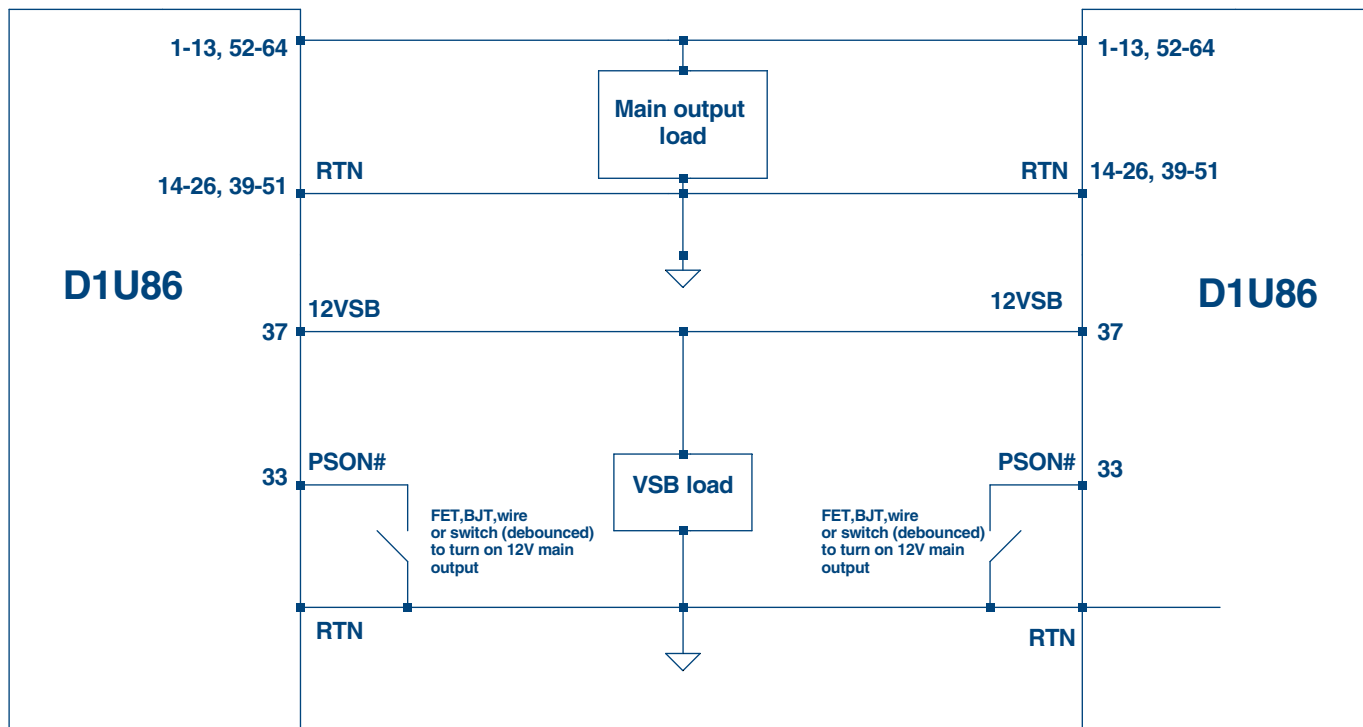 1-13, 52-64
1-13, 52-64
Main output
load
RTN
RTN
14-26, 39-51
14-26, 39-51
D1U86
D1U86
12VSB
12VSB
37
37
PSON#
PSON#
33
33
VSB load
FET,BJT,wire
or switch (debounced)
to turn on 12V main
output
FET,BJT,wire
or switch (debounced)
to turn on 12V main
output
RTN
RTN